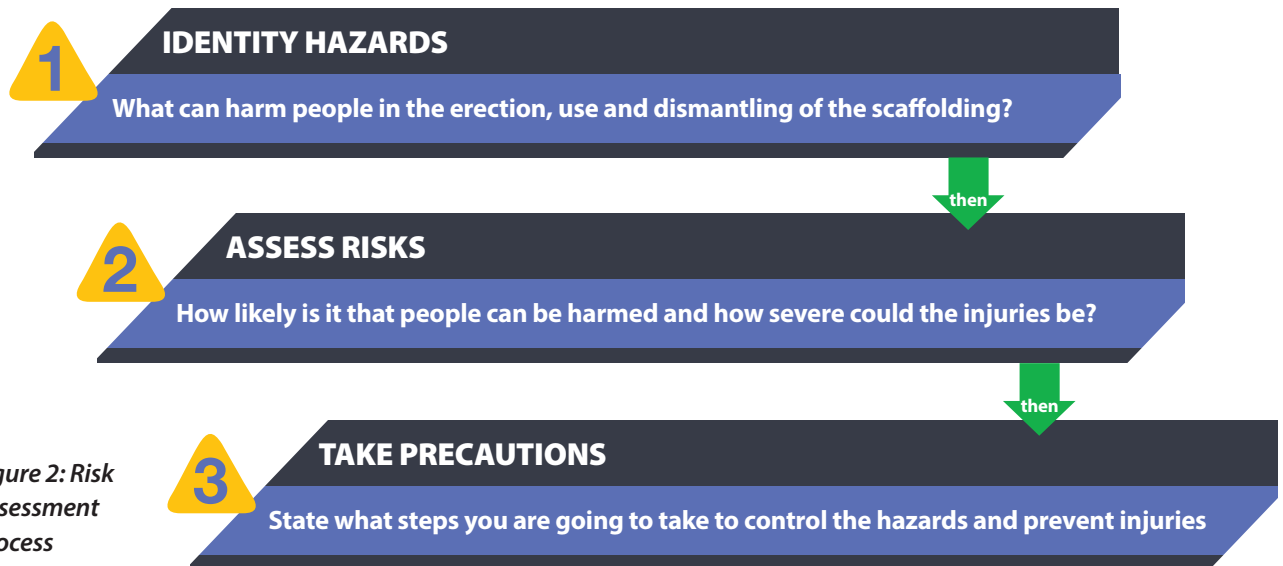 1
IDENTITY HAZARDS
What can harm people in the erection, use and dismantling of the scaffolding?
then
2
ASSESS RISKS
How likely is it that people can be harmed and how severe could the injuries be?
then
3
TAKE PRECAUTIONS
State what steps you are going to take to control the hazards and prevent injuries
gure 2: Risk
sessment
ocess